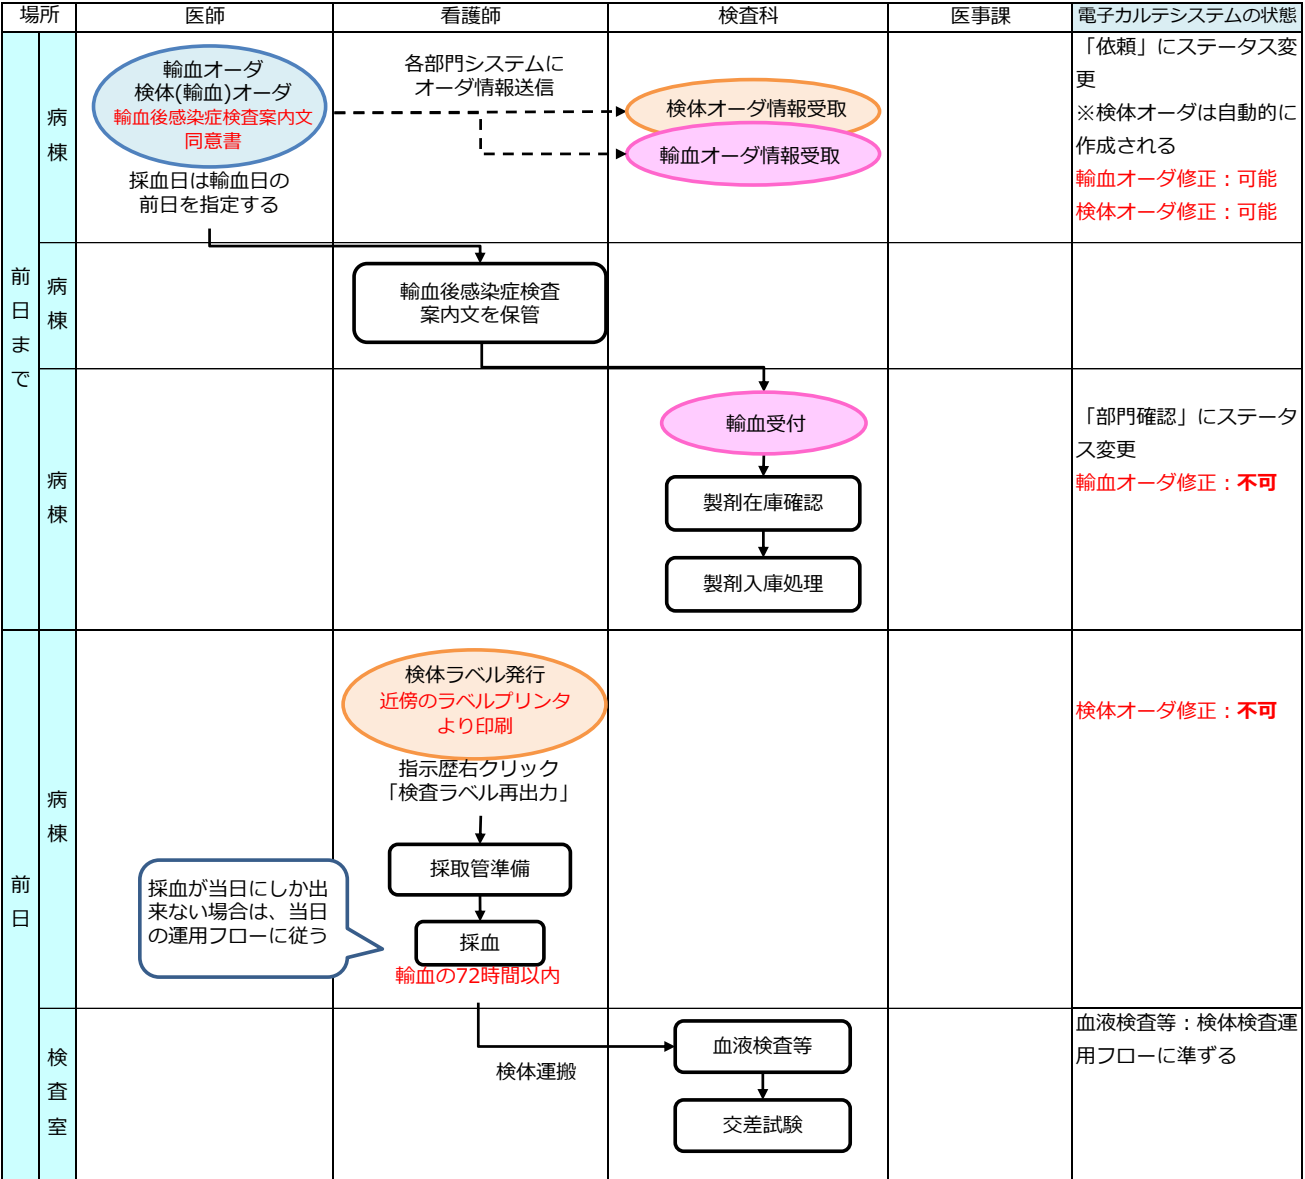 場所
医師
看護師
検査科
医事課
電子カルテシステムの状態
前日まで
病棟
輸血オーダ
検体(輸血)オーダ
輸血後感染症検査案内文
同意書
採血日は輸血日の
前日を指定する
各部門システムに
オーダ情報送信
検体オーダ情報受取
輸血オーダ情報受取
「依頼」にステータス変
更
※検体オーダは自動的に
作成される
輸血オーダ修正：可能
検体オーダ修正：可能
病棟
輸血後感染症検査
案内文を保管
病棟
輸血受付
製剤在庫確認
製剤入庫処理
「部門確認」にステータ
ス変更
輸血オーダ修正：不可
前日
病棟
検体ラベル発行
近傍のラベルプリンタ
より印刷
指示歴右クリック
「検査ラベル再出力」
採取管準備
採血が当日にしか出
来ない場合は、当日
の運用フローに従う
採血
輸血の72時間以内
検体オーダ修正：不可
検査室
検体運搬
血液検査等
交差試験
血液検査等：検体検査運
用フローに準ずる